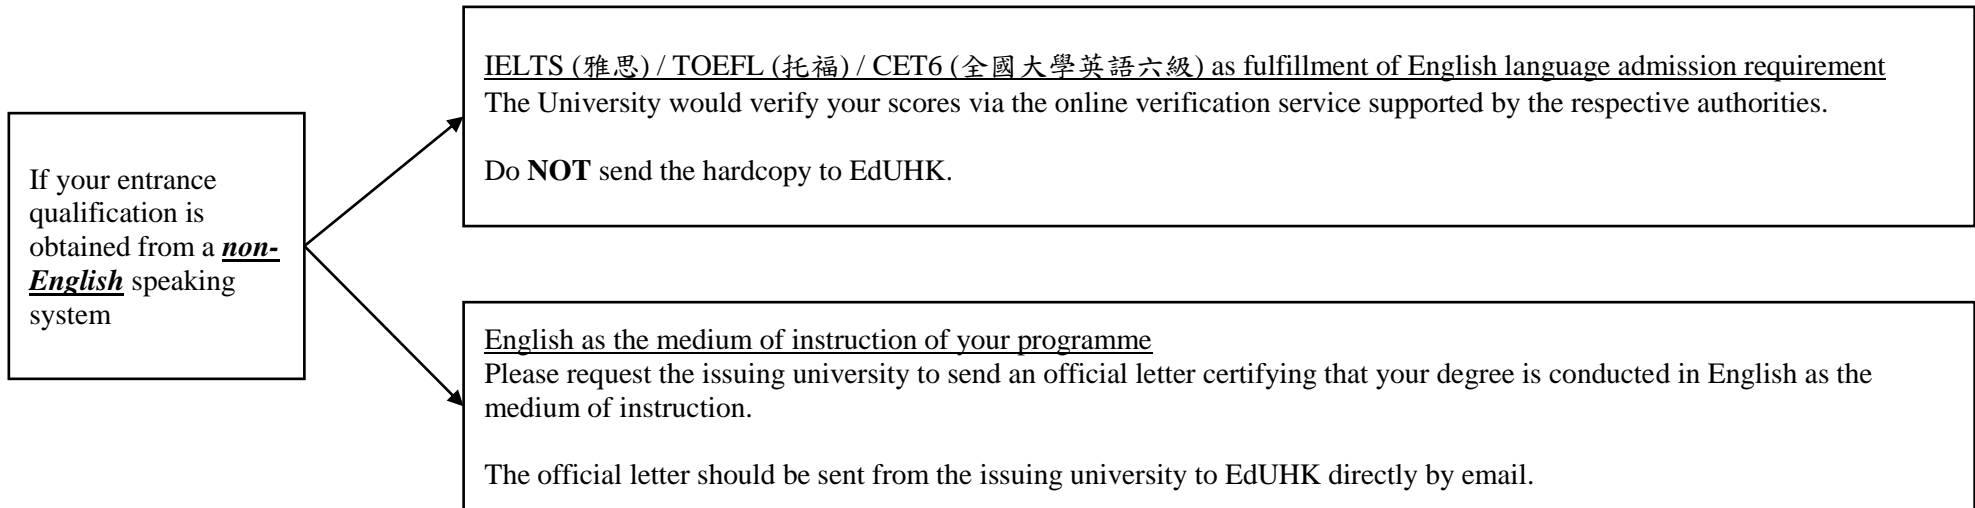 If your entrance
qualification is
obtained from a non-
English speaking
system
IELTS (雅思) / TOEFL (托福) / CET6 (全國大學英語六級) as fulfillment of English language admission requirement
The University would verify your scores via the online verification service supported by the respective authorities.
Do NOT send the hardcopy to EdUHK.
English as the medium of instruction of your programme
Please request the issuing university to send an official letter certifying that your degree is conducted in English as the
medium of instruction.
The official letter should be sent from the issuing university to EdUHK directly by email.